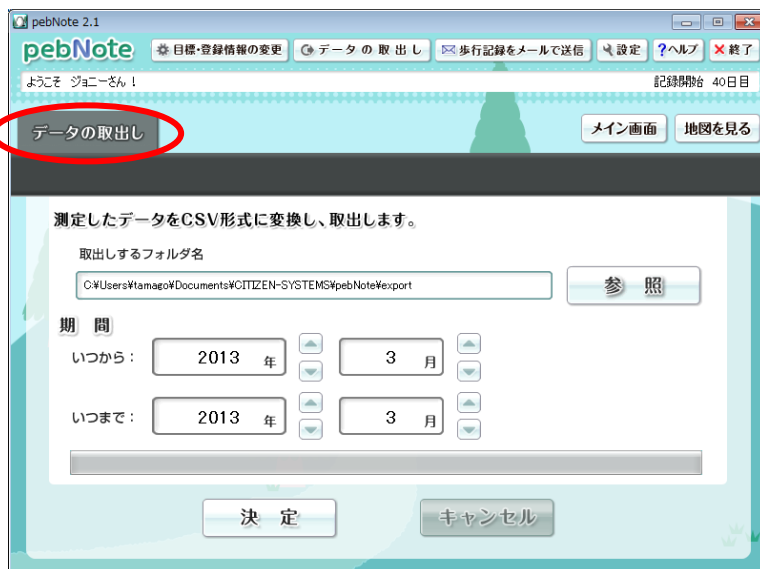 pebNote 2.1
pebNote 目標・登録情報の変更 データの取出し 歩行記録をメールで送信 設定 ?ヘルプ ×終了
ようこそ ジョニーさん! 記録開始 40日目
データの取出し メイン画面 地図を見る
測定したデータをCSV形式に変換し、取出します。
取出しするフォルダ名
C:¥Users¥tamago¥Documents¥CITIZEN-SYSTEMS¥pebNote¥export 参 照
期 間
いつから: 2013 年 3 月
いつまで: 2013 年 3 月
決 定 キャンセル